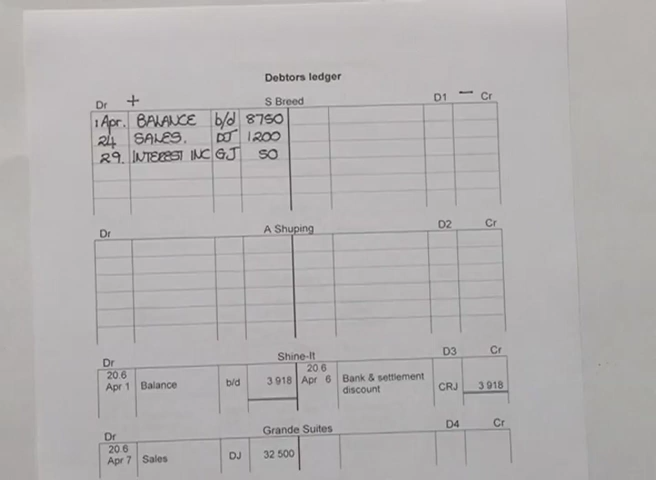 Debtors ledger
Dr + S Breed D1 − Cr
1 Apr. BALANCE b/d 8750
24 SALES. DJ 1200
29. INTEREST INC GJ 50
Dr A Shuping D2 Cr
Dr Shine-It D3 Cr
20.6 20.6
Apr 1 Balance b/d 3 918 Apr 6 Bank & settlement
discount CRJ 3 918
Dr Grande Suites D4 Cr
20.6
Apr 7 Sales DJ 32 500